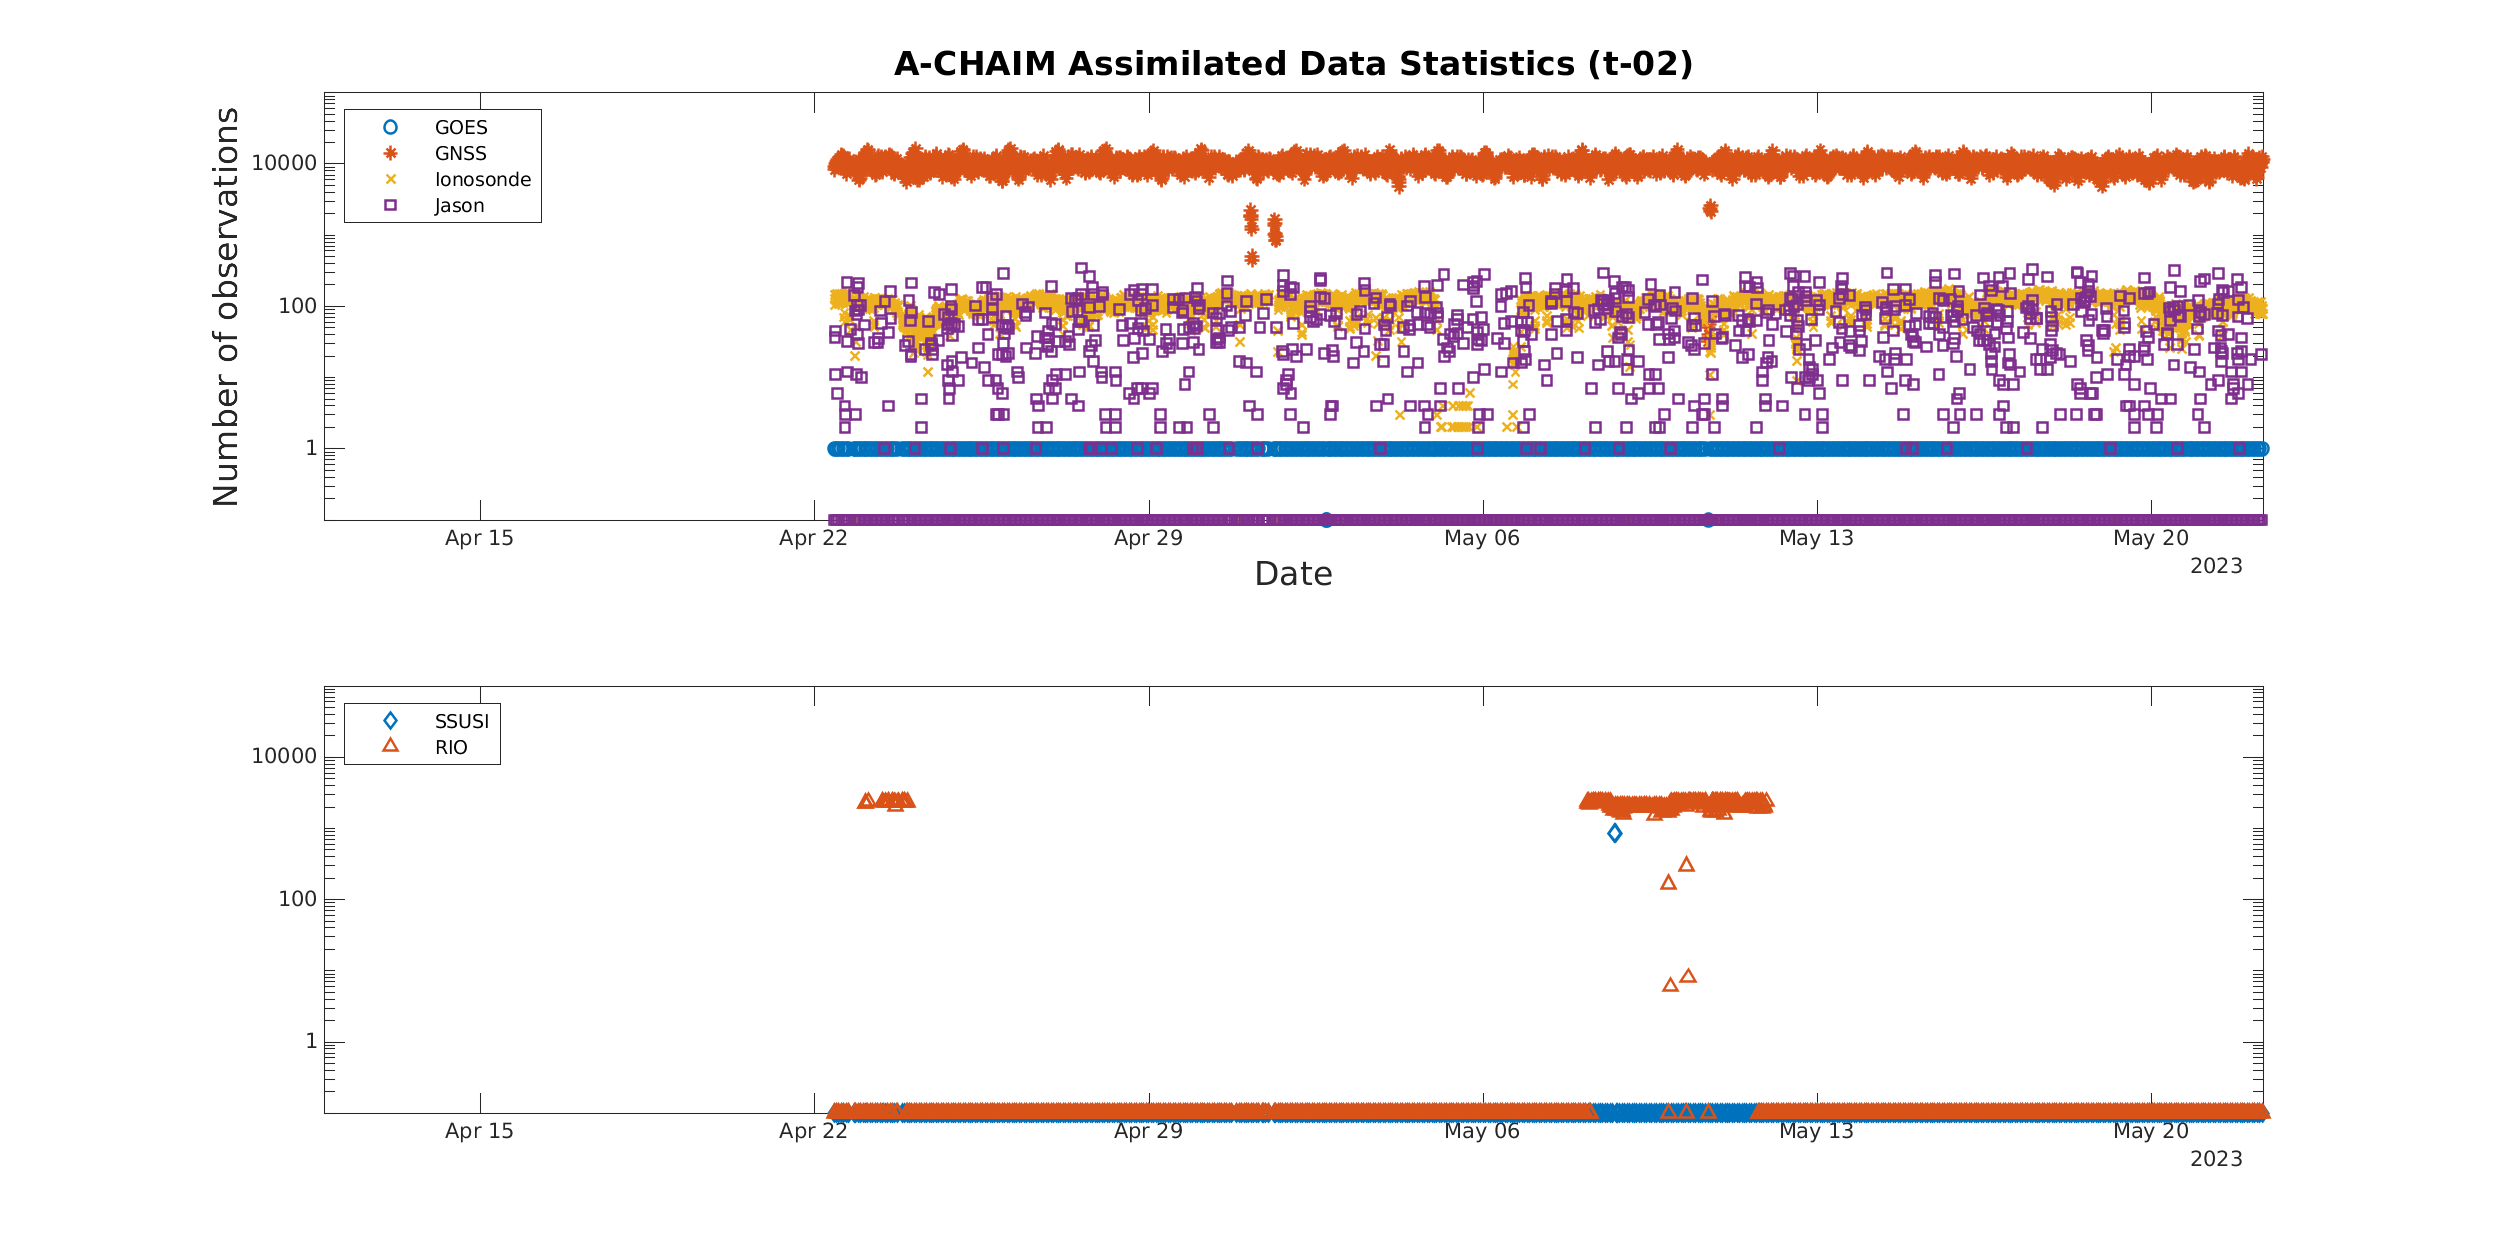 A-CHAIM Assimilated Data Statistics (t-02)
Number of observations
10000
100
1
GOES
GNSS
Ionosonde
Jason
Apr 15
Apr 22
Apr 29
May 06
May 13
May 20
2023
Date
10000
100
1
SSUSI
RIO
Apr 15
Apr 22
Apr 29
May 06
May 13
May 20
2023